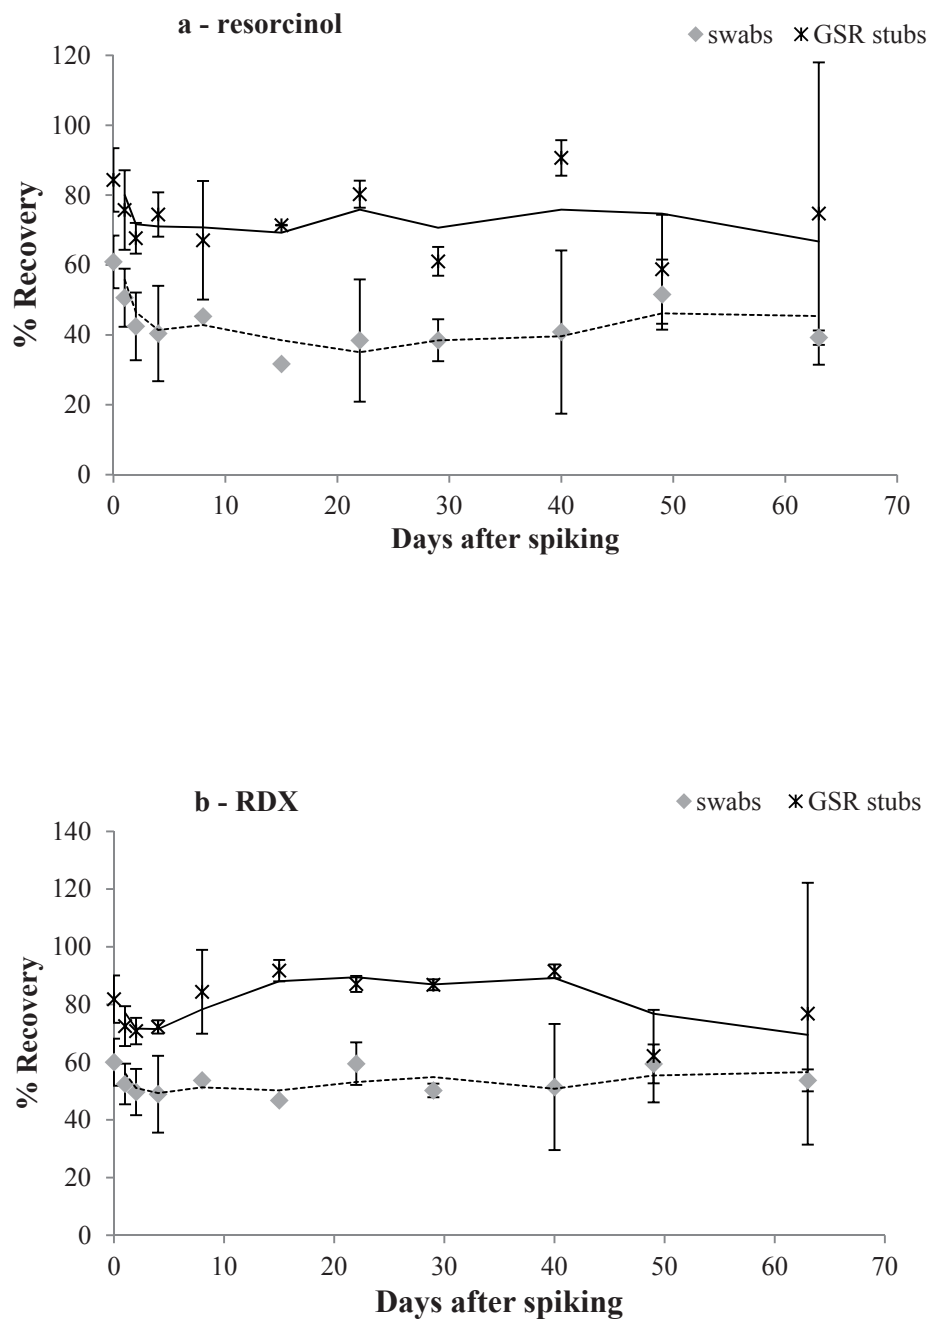 a - resorcinol
swabs GSR stubs
120
100
80
60
40
20
0
% Recovery
0 10 20 30 40 50 60 70
Days after spiking
b - RDX
swabs GSR stubs
140
120
100
80
60
40
20
0
% Recovery
0 10 20 30 40 50 60 70
Days after spiking